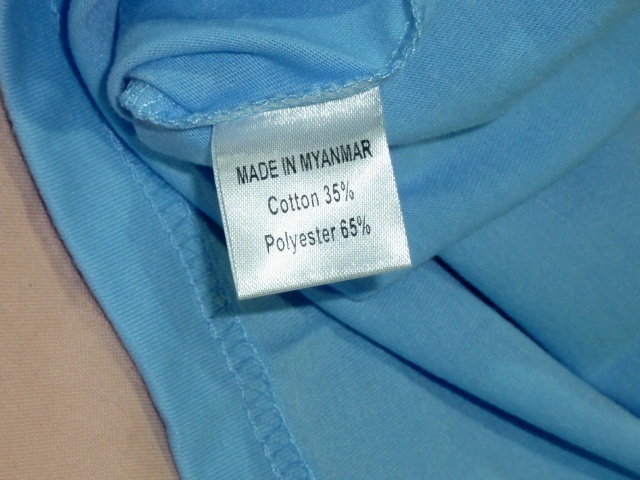 MADE IN MYANMAR
Cotton 35%
Polyester 65%